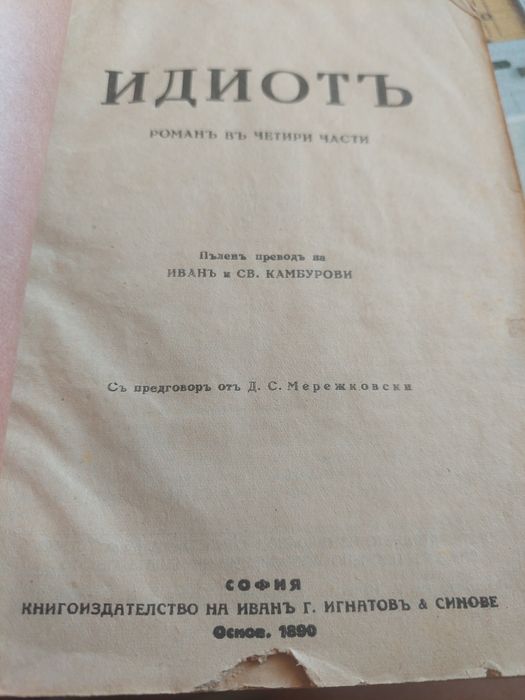 ИДИОТЪ
РОМАНЪ ВЪ ЧЕТИРИ ЧАСТИ
Пъленъ преводъ на
ИВАНЪ и СВ. КАМБУРОВИ
Съ предговоръ отъ Д. С. Мережковски
СОФИЯ
КНИГОИЗДАТЕЛСТВО НА ИВАНЪ Г. ИГНАТОВЪ & СИНОВЕ
Основ. 1890